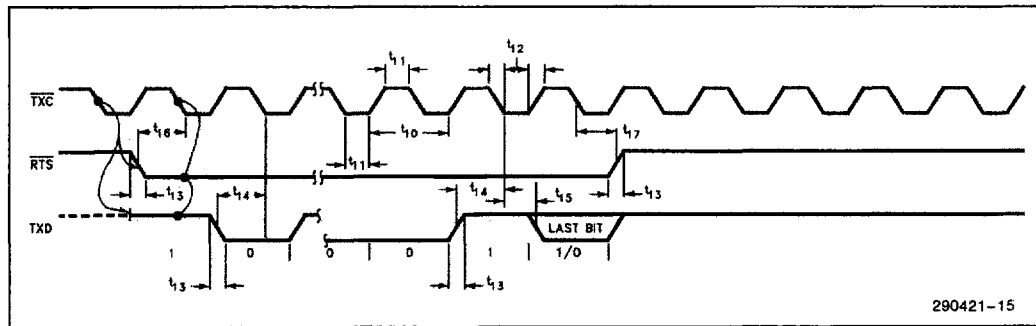 t11
t12
TXC
t16
t10
t17
RTS
t11
t13
t14
t14
t15
t13
TXD
LAST BIT
1
0
0
0
1
1/0
t13
t13
290421-15